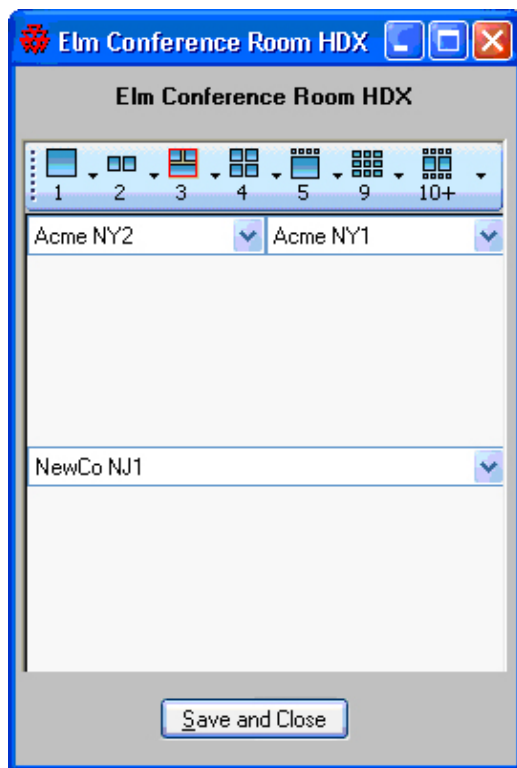 Elm Conference Room HDX
Elm Conference Room HDX
1 2 3 4 5 9 10+
Acme NY2 Acme NY1
NewCo NJ1
Save and Close